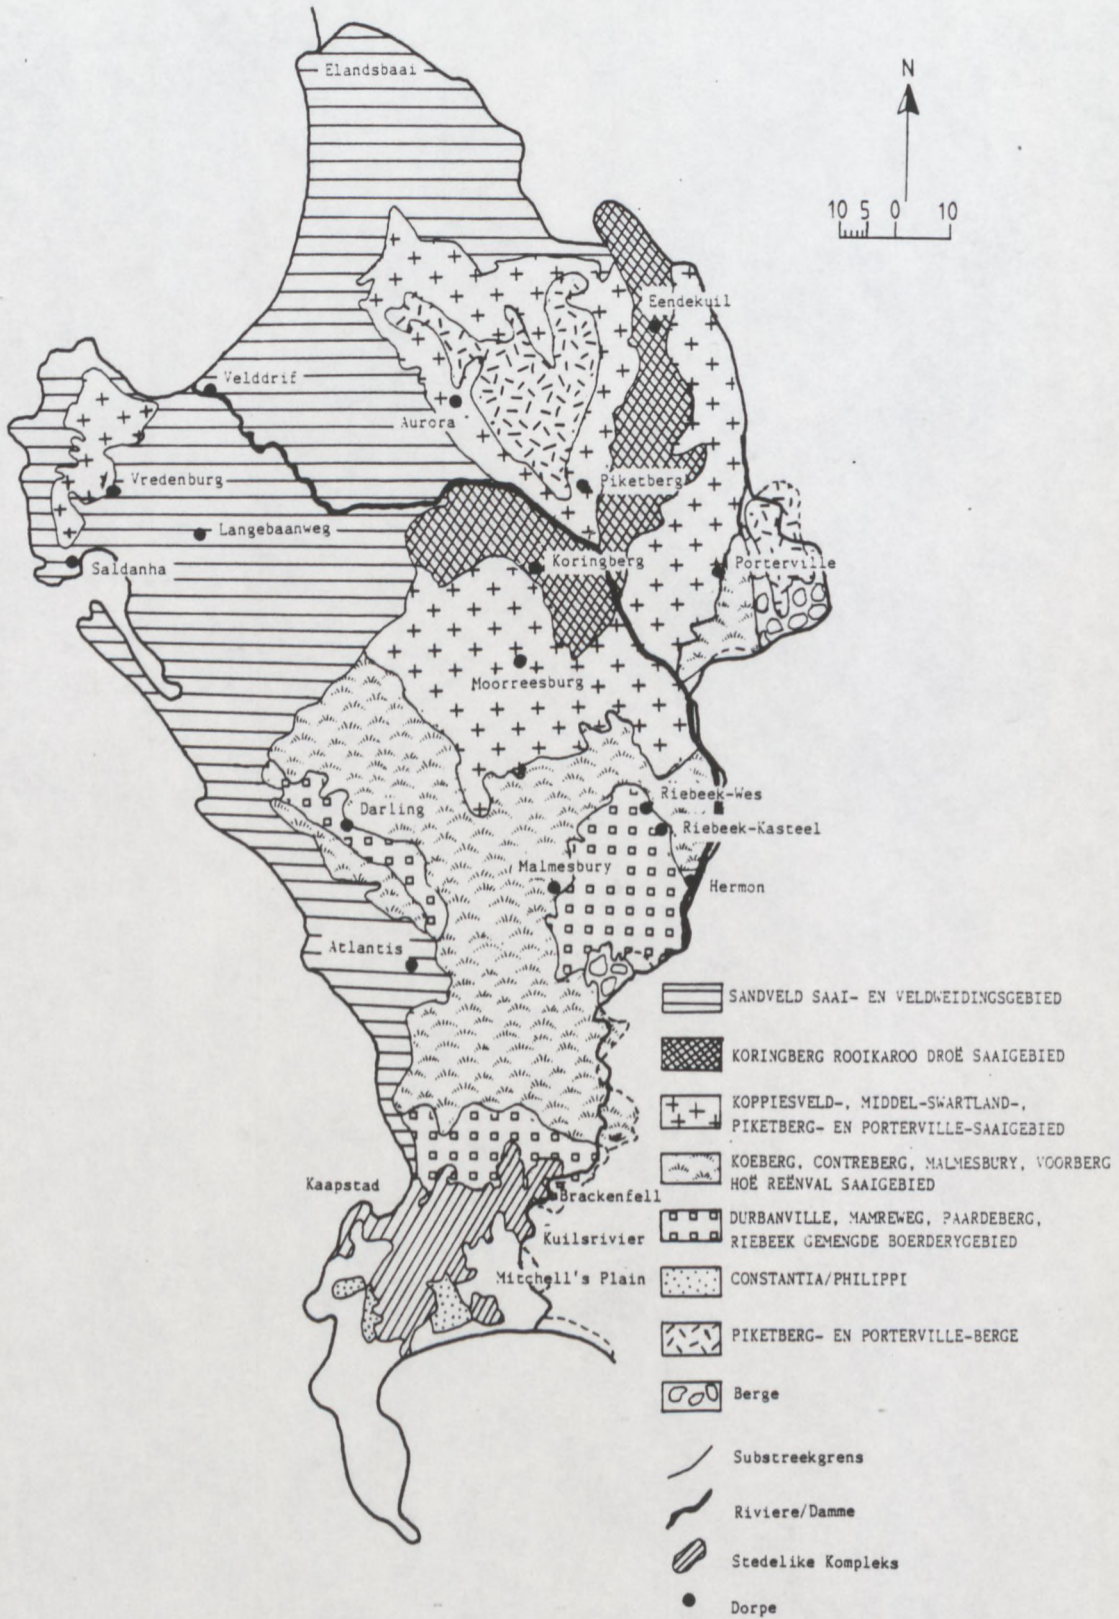 Elandsbaai
N
10 5 0 10
Eendekuil
Velddrif
Aurora
Vredenburg
Piketberg
Langebaanweg
Koringberg
Porterville
Saldanha
Moorreesburg
Riebeek-Wes
Darling
Riebeek-Kasteel
Malmesbury
Hermon
Atlantis
SANDVELD SAAI- EN VELDWEIDINGSGEBIED
KORINGBERG ROOIKAROO DROË SAAIGEBIED
KOPPIESVELD-, MIDDEL-SWARTLAND-,
PIKETBERG- EN PORTERVILLE-SAAIGEBIED
KOEBERG, CONTREBERG, MALMESBURY, VOORBERG
HOË REËNVAL SAAIGEBIED
Kaapstad
Brackenfell
DURBANVILLE, MAMREWEG, PAARDEBERG,
RIEBEEK GEMENGDE BOERDERYGEBIED
Kuilsrivier
Mitchell's Plain
CONSTANTIA/PHILIPPI
PIKETBERG- EN PORTERVILLE-BERGE
Berge
Substreekgrens
Riviere/Damme
Stedelike Kompleks
Dorpe